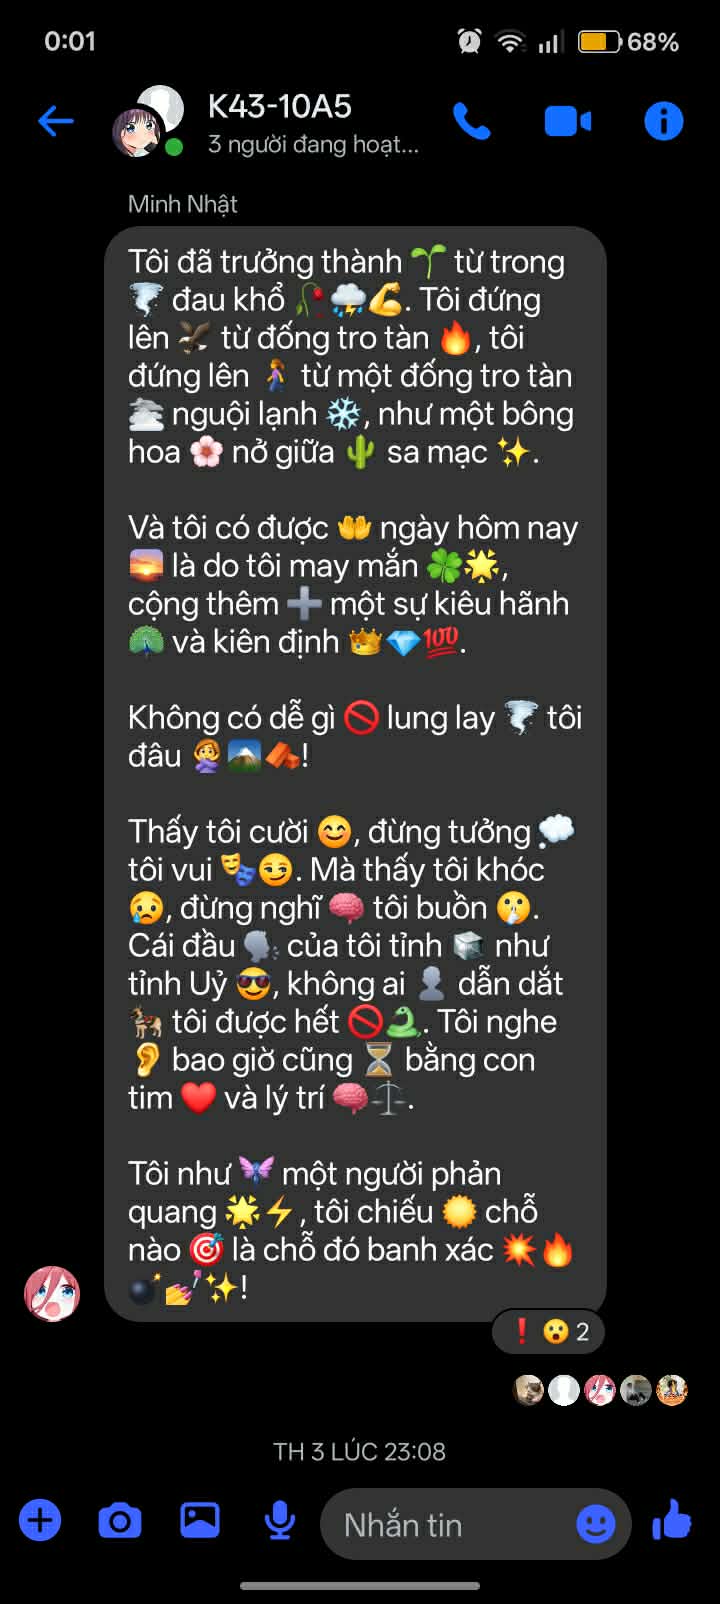 0:01
68%
K43-10A5
3 người đang hoạt...
Minh Nhật
Tôi đã trưởng thành 🌱 từ trong
🌪️ đau khổ 🥀⛈️💪. Tôi đứng
lên 🦅 từ đống tro tàn 🔥, tôi
đứng lên 🚶‍♀️ từ một đống tro tàn
🌫️ nguội lạnh ❄️, như một bông
hoa 🌸 nở giữa 🌵 sa mạc ✨.
Và tôi có được 🤲 ngày hôm nay
🌅 là do tôi may mắn 🍀🌟,
cộng thêm ➕ một sự kiêu hãnh
🦚 và kiên định 👑💎💯.
Không có dễ gì 🚫 lung lay 🌪️ tôi
đâu 🙅‍♀️🏔️🧱!
Thấy tôi cười 😊, đừng tưởng 💭
tôi vui 🎭😏. Mà thấy tôi khóc
😢, đừng nghĩ 🧠 tôi buồn 🤫.
Cái đầu 🗣️ của tôi tỉnh 🧊 như
tỉnh Uỷ 😎, không ai 👤 dẫn dắt
🐕‍🦺 tôi được hết 🚫🐍. Tôi nghe
👂 bao giờ cũng ⏳ bằng con
tim ❤️ và lý trí 🧠⚖️.
Tôi như 🦋 một người phản
quang 🌟⚡, tôi chiếu ☀️ chỗ
nào 🎯 là chỗ đó banh xác 💥🔥
💣💅✨!
❗😮 2
TH 3 LÚC 23:08
Nhắn tin